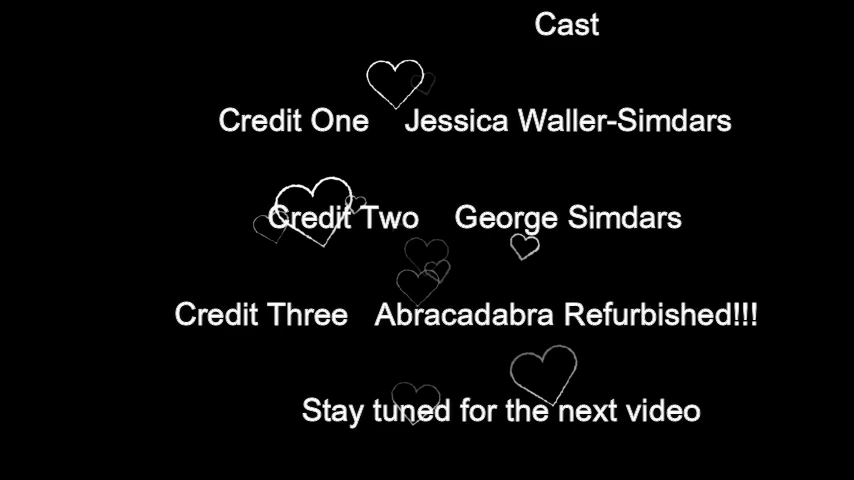 Cast
Credit One Jessica Waller-Simdars
Credit Two George Simdars
Credit Three Abracadabra Refurbished!!!
Stay tuned for the next video